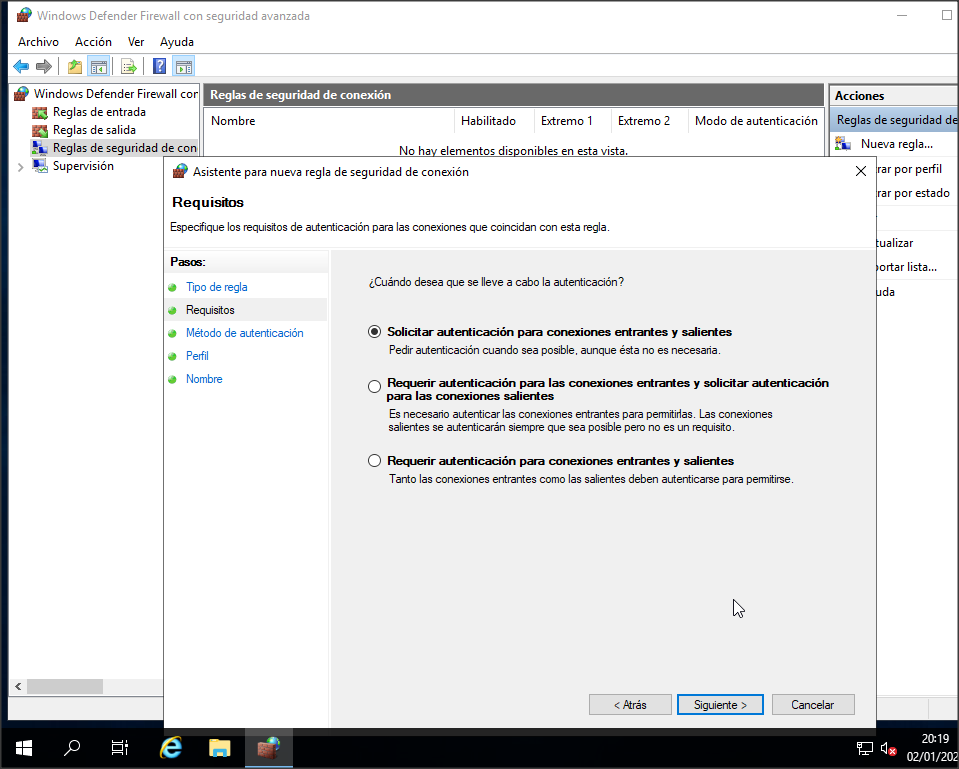 Windows Defender Firewall con seguridad avanzada
Archivo Acción Ver Ayuda
Windows Defender Firewall con
Reglas de entrada
Reglas de salida
Reglas de seguridad de con
Supervisión
Reglas de seguridad de conexión
Nombre Habilitado Extremo 1 Extremo 2 Modo de autenticación
No hay elementos disponibles en esta vista.
Acciones
Reglas de seguridad de
Nueva regla...
rar por perfil
rar por estado
tualizar
portar lista...
uda
Asistente para nueva regla de seguridad de conexión
Requisitos
Especifique los requisitos de autenticación para las conexiones que coincidan con esta regla.
Pasos:
Tipo de regla
Requisitos
Método de autenticación
Perfil
Nombre
¿Cuándo desea que se lleve a cabo la autenticación?
Solicitar autenticación para conexiones entrantes y salientes
Pedir autenticación cuando sea posible, aunque ésta no es necesaria.
Requerir autenticación para las conexiones entrantes y solicitar autenticación
para las conexiones salientes
Es necesario autenticar las conexiones entrantes para permitirlas. Las conexiones
salientes se autenticarán siempre que sea posible pero no es un requisito.
Requerir autenticación para conexiones entrantes y salientes
Tanto las conexiones entrantes como las salientes deben autenticarse para permitirse.
< Atrás Siguiente > Cancelar
20:19
02/01/202